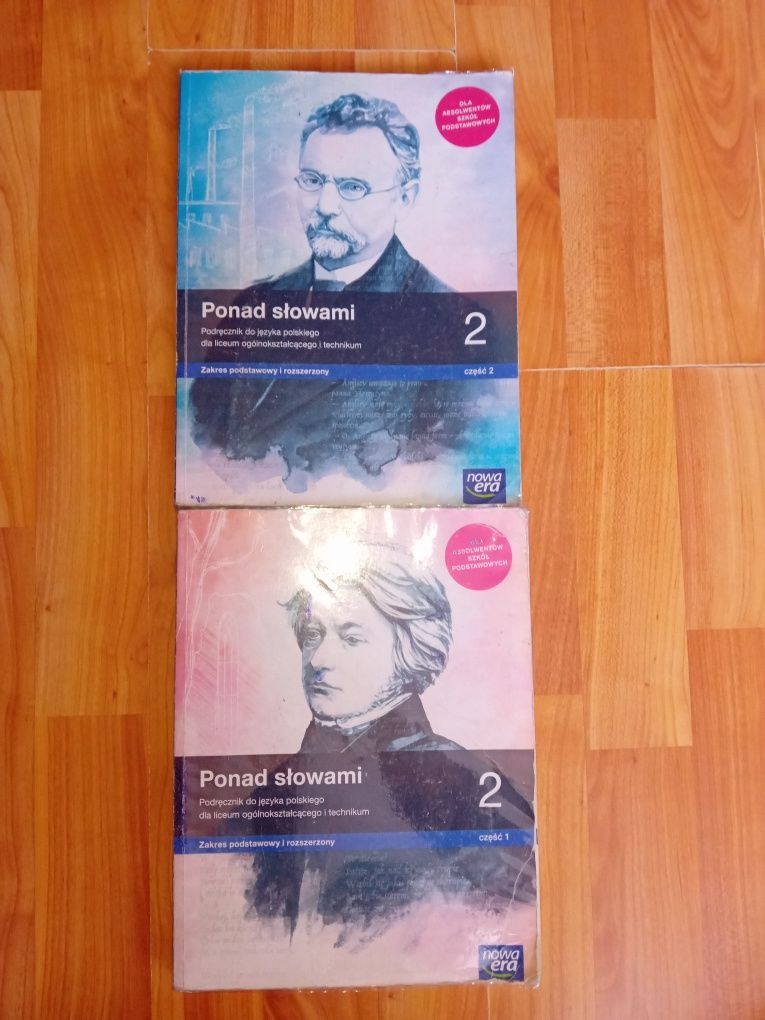 DLA
ABSOLWENTÓW
SZKÓŁ
PODSTAWOWYCH
Ponad słowami
2
Podręcznik do języka polskiego
dla liceum ogólnokształcącego i technikum
Zakres podstawowy i rozszerzony
część 2
nowa
era
DLA
ABSOLWENTÓW
SZKÓŁ
PODSTAWOWYCH
Ponad słowami
2
Podręcznik do języka polskiego
dla liceum ogólnokształcącego i technikum
Zakres podstawowy i rozszerzony
część 1
nowa
era